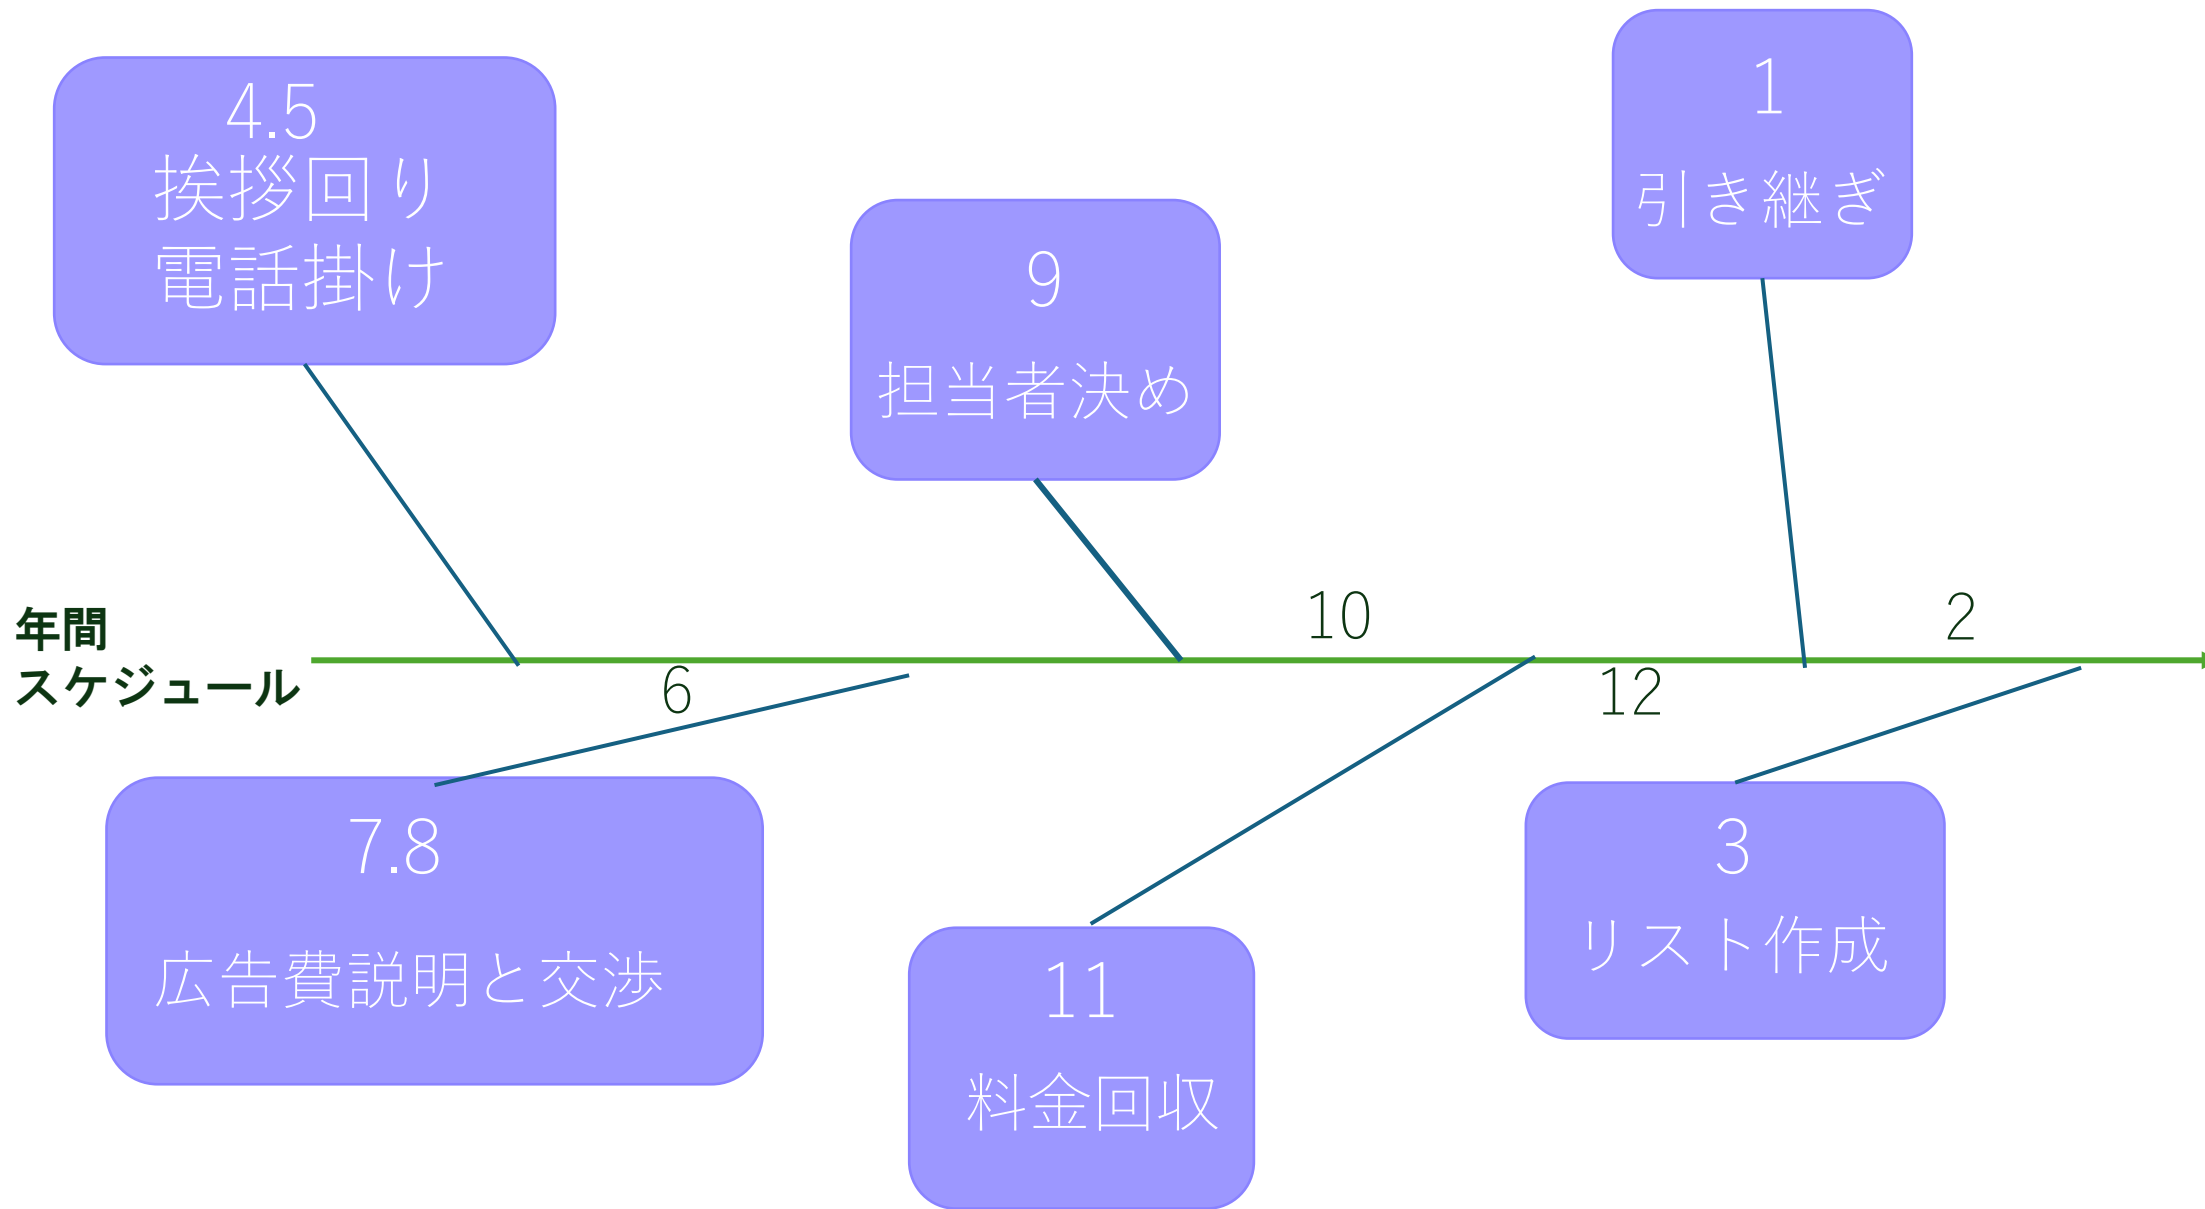 4.5
挨拶回り
電話掛け
1
引き継ぎ
9
担当者決め
10
2
年間
スケジュール
6
12
7.8
広告費説明と交渉
3
リスト作成
11
料金回収